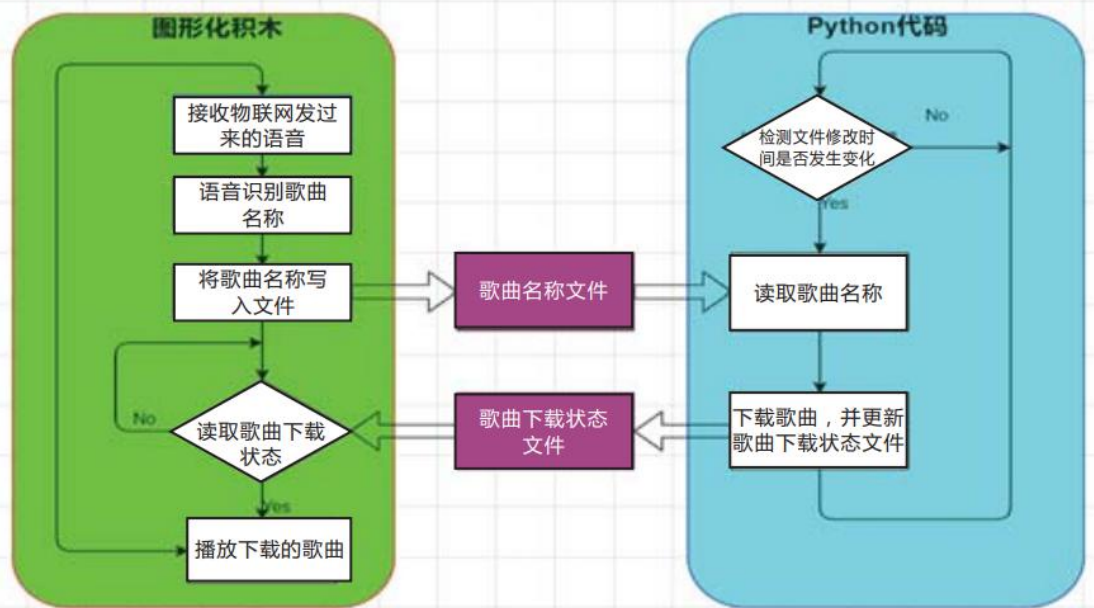 图形化积木
接收物联网发过
来的语音
语音识别歌曲
名称
将歌曲名称写
入文件
No
读取歌曲下载
状态
Yes
播放下载的歌曲
歌曲名称文件
歌曲下载状态
文件
Python代码
No
检测文件修改时
间是否发生变化
Yes
读取歌曲名称
下载歌曲，并更新
歌曲下载状态文件